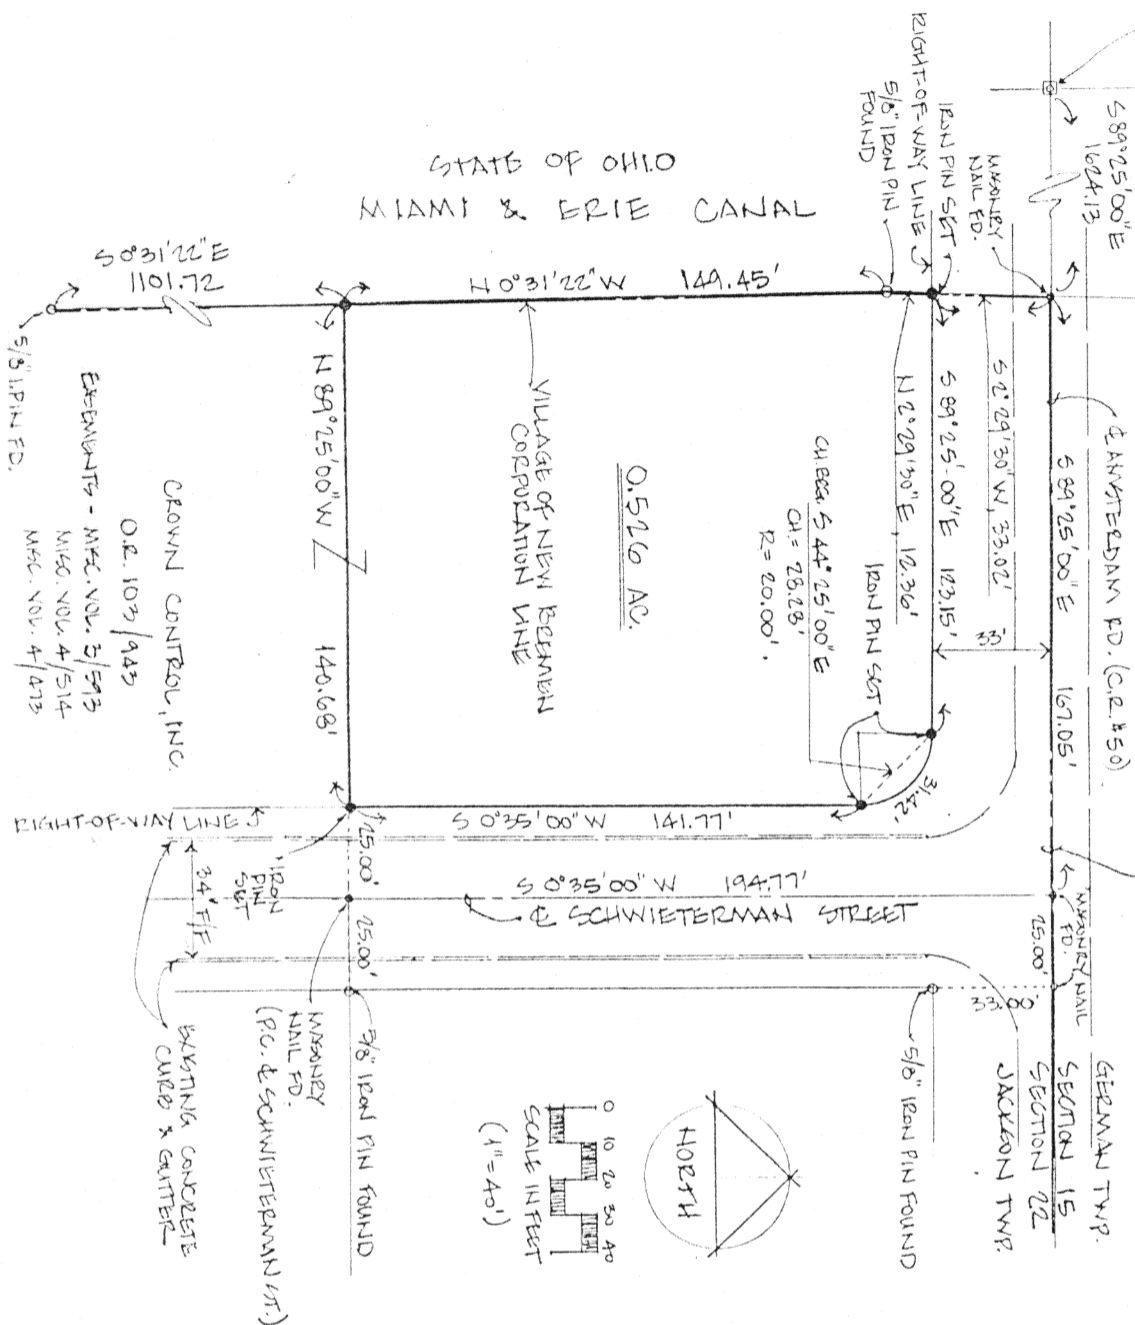 S 89°25'00"E
1624.13
MASONRY
NAIL FD.
IRON PIN SET
RIGHT-OF-WAY LINE
5/8" IRON PIN
FOUND
STATE OF OHIO
MIAMI & ERIE CANAL
S 0°31'22"E
1101.72
N 0°31'22"W 149.45'
5/8" I.PIN FD.
EASEMENTS - MISC. VOL. 3/593
MISC. VOL. 4/514
MISC. VOL. 4/473
CROWN CONTROL, INC.
O.R. 103/943
N 89°25'00"W 140.68'
VILLAGE OF NEW BREMEN
CORPORATION LINE
0.526 AC.
CH. BEG. S 44°25'00"E
CH = 28.28'
R = 20.00'
IRON PIN SET
N 2°29'30"E, 12.36'
S 89°25'00"E 123.15'
S 2°29'30"W, 33.02'
33'
S 89°25'00"E 167.05'
℄ AMSTERDAM RD. (C.R. #50)
31.42'
RIGHT-OF-WAY LINE
S 0°35'00"W 141.77'
25.00'
IRON
PIN
SET
34' F/F
S 0°35'00"W 194.77'
℄ SCHWIETERMAN STREET
25.00'
MASONRY NAIL
FD.
25.00'
33.00'
EXISTING CONCRETE
CURB & GUTTER
MASONRY
NAIL FD.
(P.C. ℄ SCHWIETERMAN ST.)
5/8" IRON PIN FOUND
SCALE IN FEET
(1"=40')
0 10 20 30 40
NORTH
5/8" IRON PIN FOUND
GERMAN TWP.
SECTION 15
SECTION 22
JACKSON TWP.